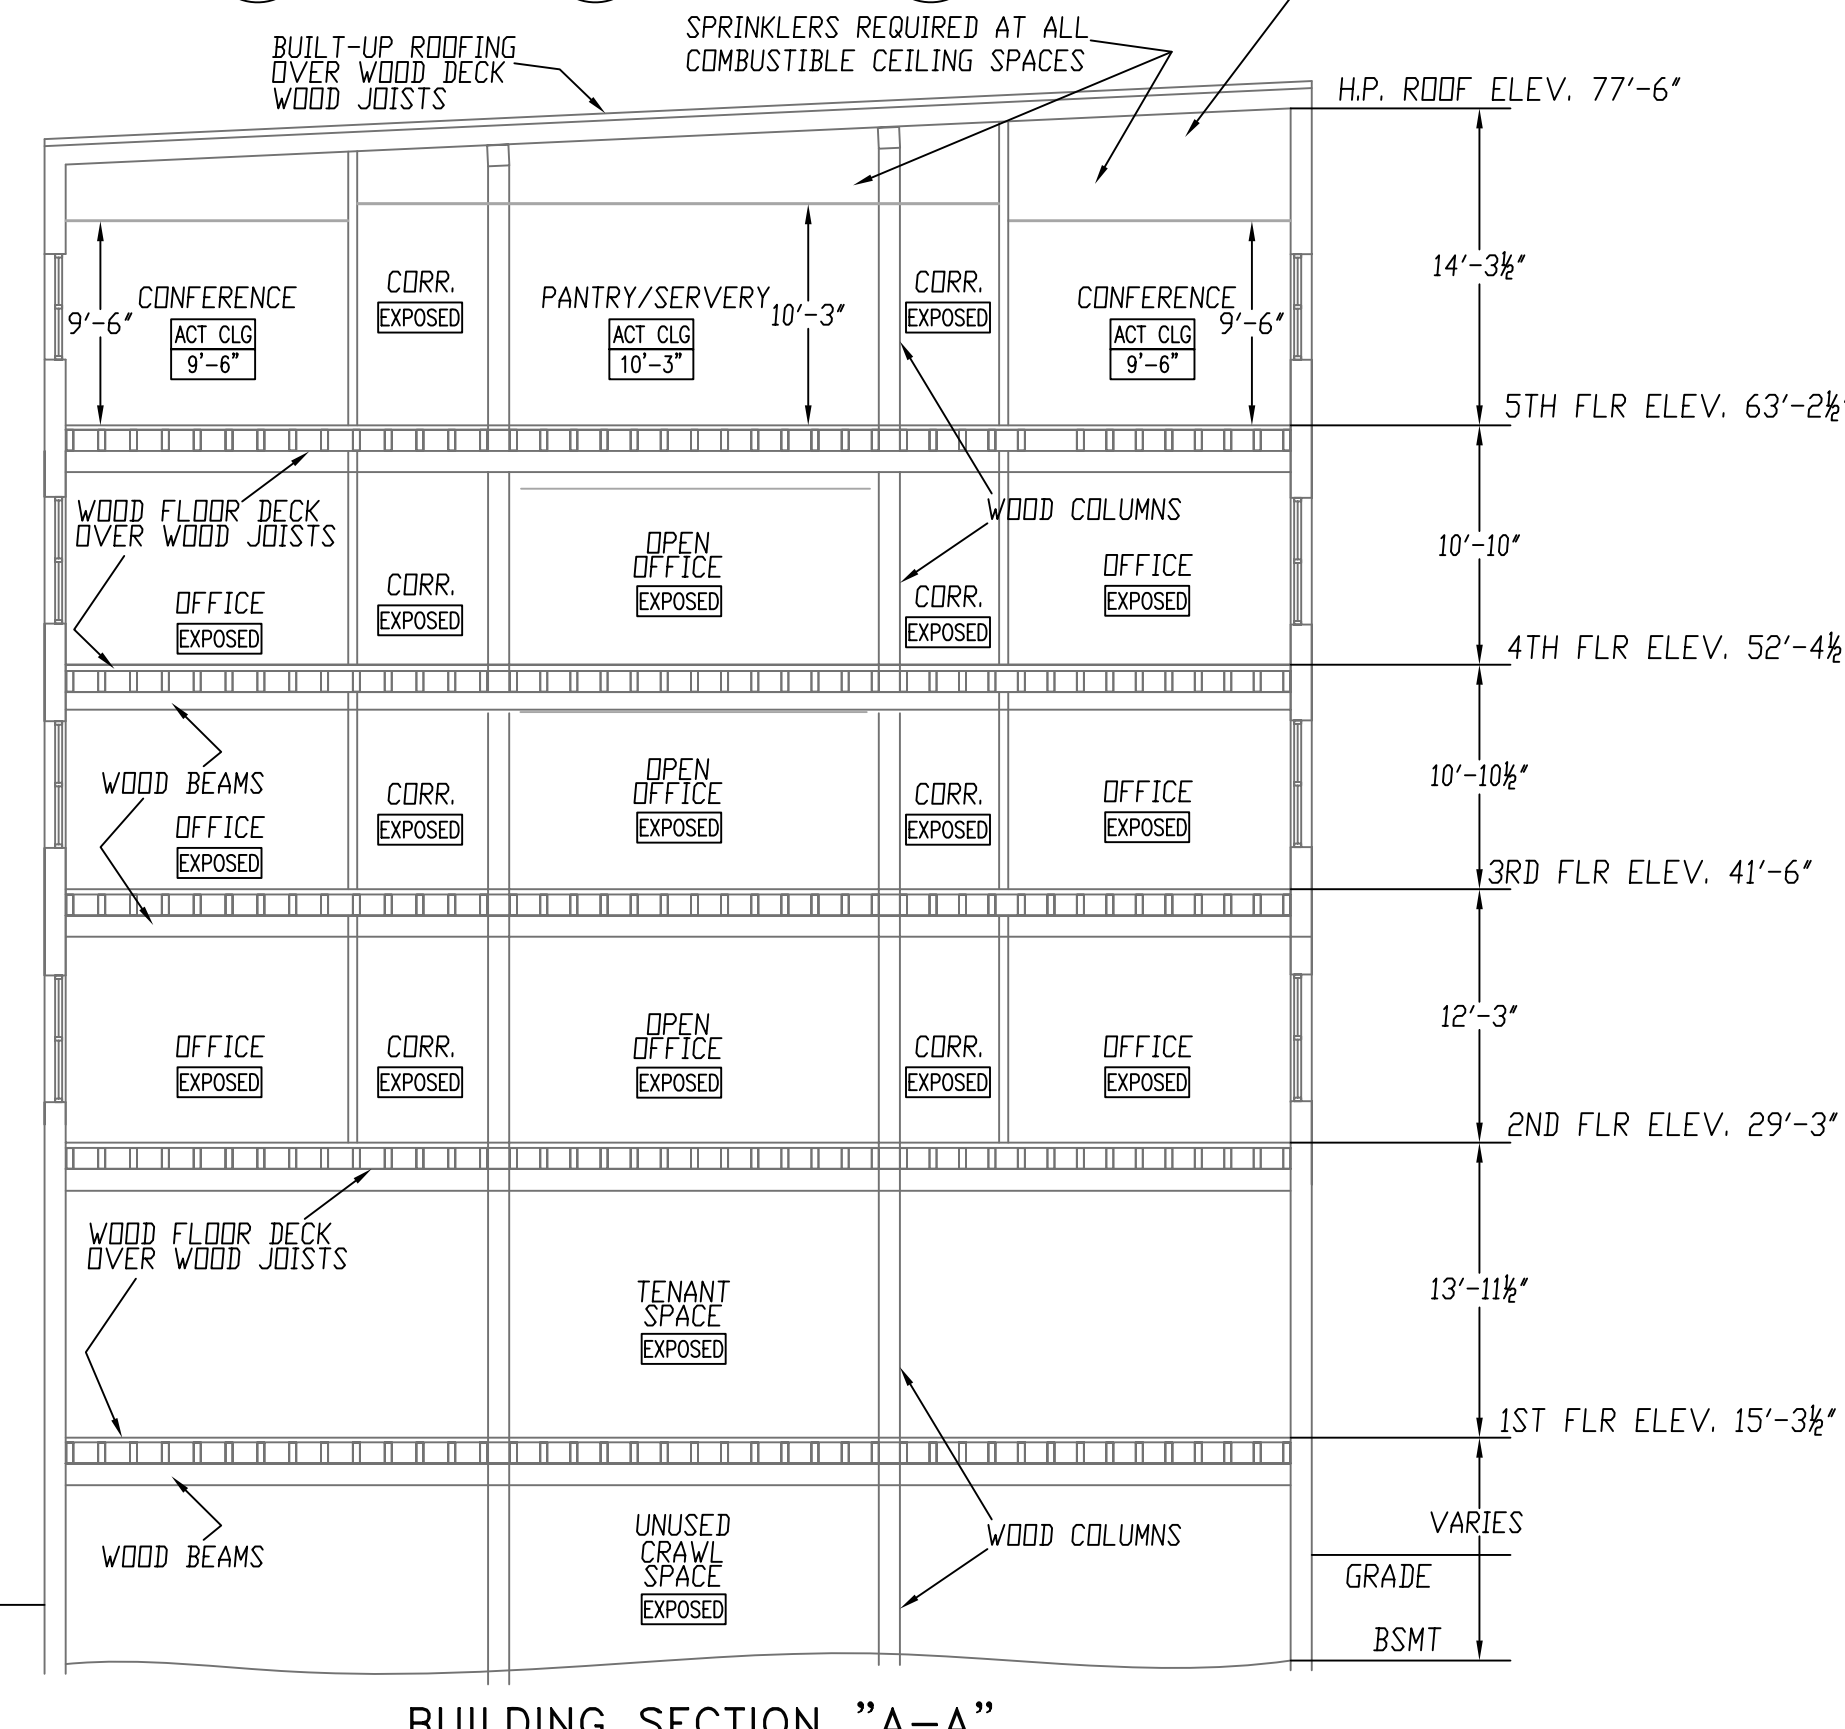 SPRINKLERS REQUIRED AT ALL
COMBUSTIBLE CEILING SPACES
BUILT-UP ROOFING
OVER WOOD DECK
WOOD JOISTS
H.P. ROOF ELEV. 77'-6"
14'-3½"
CONFERENCE
ACT CLG
9'-6"
9'-6"
CORR.
EXPOSED
PANTRY/SERVERY
ACT CLG
10'-3"
10'-3"
CORR.
EXPOSED
CONFERENCE
ACT CLG
9'-6"
9'-6"
5TH FLR ELEV. 63'-2½"
WOOD FLOOR DECK
OVER WOOD JOISTS
WOOD COLUMNS
10'-10"
OFFICE
EXPOSED
CORR.
EXPOSED
OPEN
OFFICE
EXPOSED
CORR.
EXPOSED
OFFICE
EXPOSED
4TH FLR ELEV. 52'-4½
WOOD BEAMS
10'-10½"
OFFICE
EXPOSED
CORR.
EXPOSED
OPEN
OFFICE
EXPOSED
CORR.
EXPOSED
OFFICE
EXPOSED
3RD FLR ELEV. 41'-6"
12'-3"
OFFICE
EXPOSED
CORR.
EXPOSED
OPEN
OFFICE
EXPOSED
CORR.
EXPOSED
OFFICE
EXPOSED
2ND FLR ELEV. 29'-3"
WOOD FLOOR DECK
OVER WOOD JOISTS
13'-11½"
TENANT
SPACE
EXPOSED
1ST FLR ELEV. 15'-3½"
WOOD BEAMS
UNUSED
CRAWL
SPACE
EXPOSED
WOOD COLUMNS
VARIES
GRADE
BSMT
BUILDING SECTION "A-A"